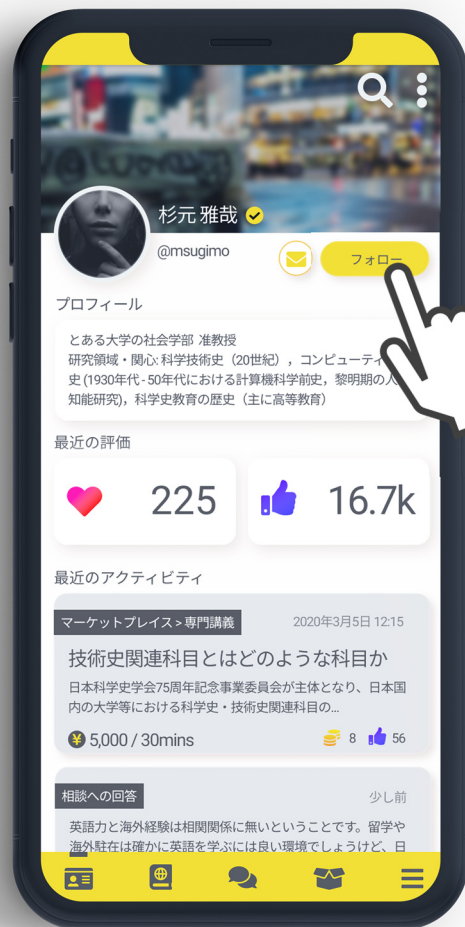 杉元 雅哉
@msugimo
フォロー
プロフィール
とある大学の社会学部 准教授
研究領域・関心: 科学技術史（20世紀）, コンピューティ
史 (1930年代 - 50年代における計算機科学前史，黎明期の人
知能研究), 科学史教育の歴史（主に高等教育）
最近の評価
225
16.7k
最近のアクティビティ
マーケットプレイス > 専門講義
2020年3月5日 12:15
技術史関連科目とはどのような科目か
日本科学史学会75周年記念事業委員会が主体となり、日本国
内の大学等における科学史・技術史関連科目の...
¥ 5,000 / 30mins
8
56
相談への回答
少し前
英語力と海外経験は相関関係に無いということです。留学や
海外駐在は確かに英語を学ぶには良い環境でしょうけど、日